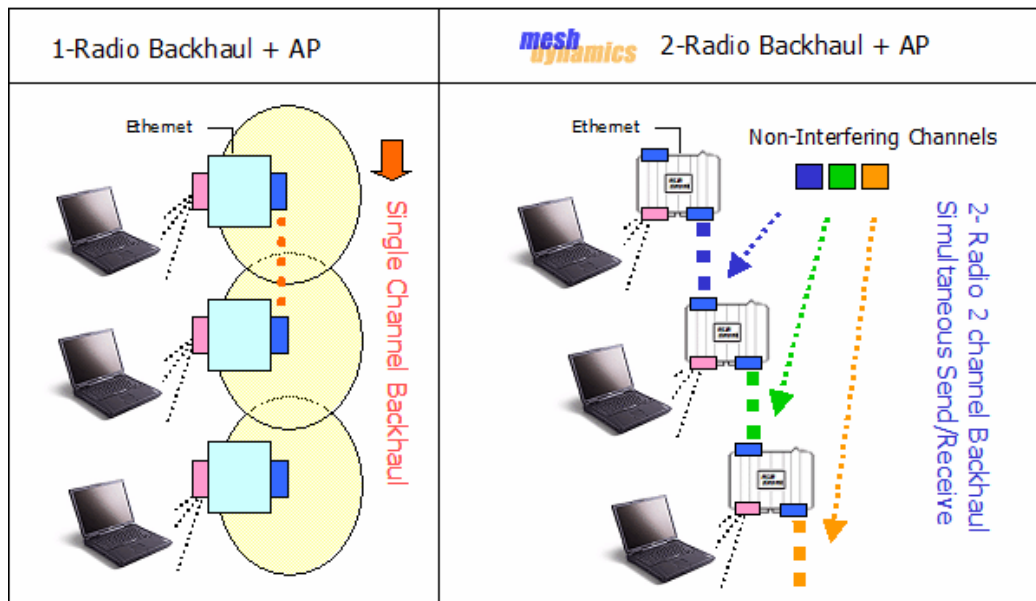 1-Radio Backhaul + AP
mesh
dynamics
2-Radio Backhaul + AP
Ethernet
Single Channel Backhaul
Ethernet
Non-Interfering Channels
2- Radio 2 channel Backhaul
Simultaneous Send/Receive